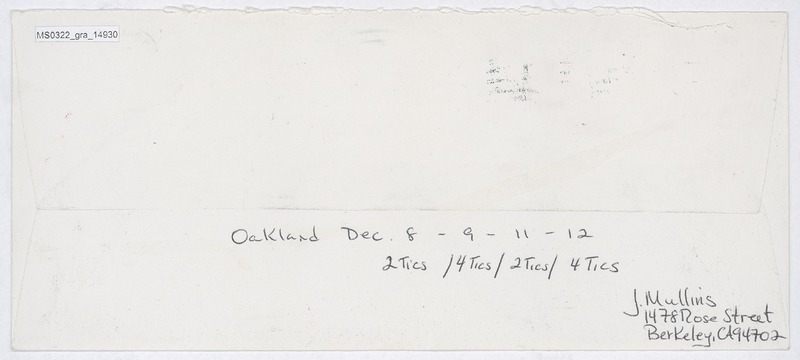 MS0322_gra_14930
Oakland Dec. 8 - 9 - 11 - 12
2 Tics / 4 Tics / 2 Tics / 4 Tics
J. Mullins
1478 Rose Street
Berkeley, CA 94702